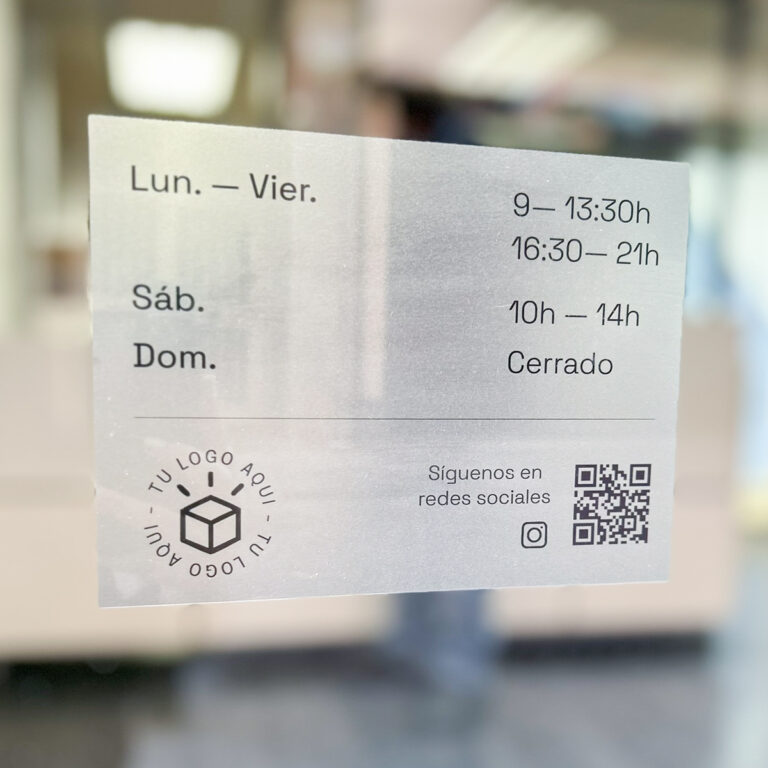 Lun. — Vier.
9— 13:30h
16:30— 21h
Sáb.
10h — 14h
Dom.
Cerrado
TU LOGO AQUI - TU LOGO AQUI -
Síguenos en
redes sociales